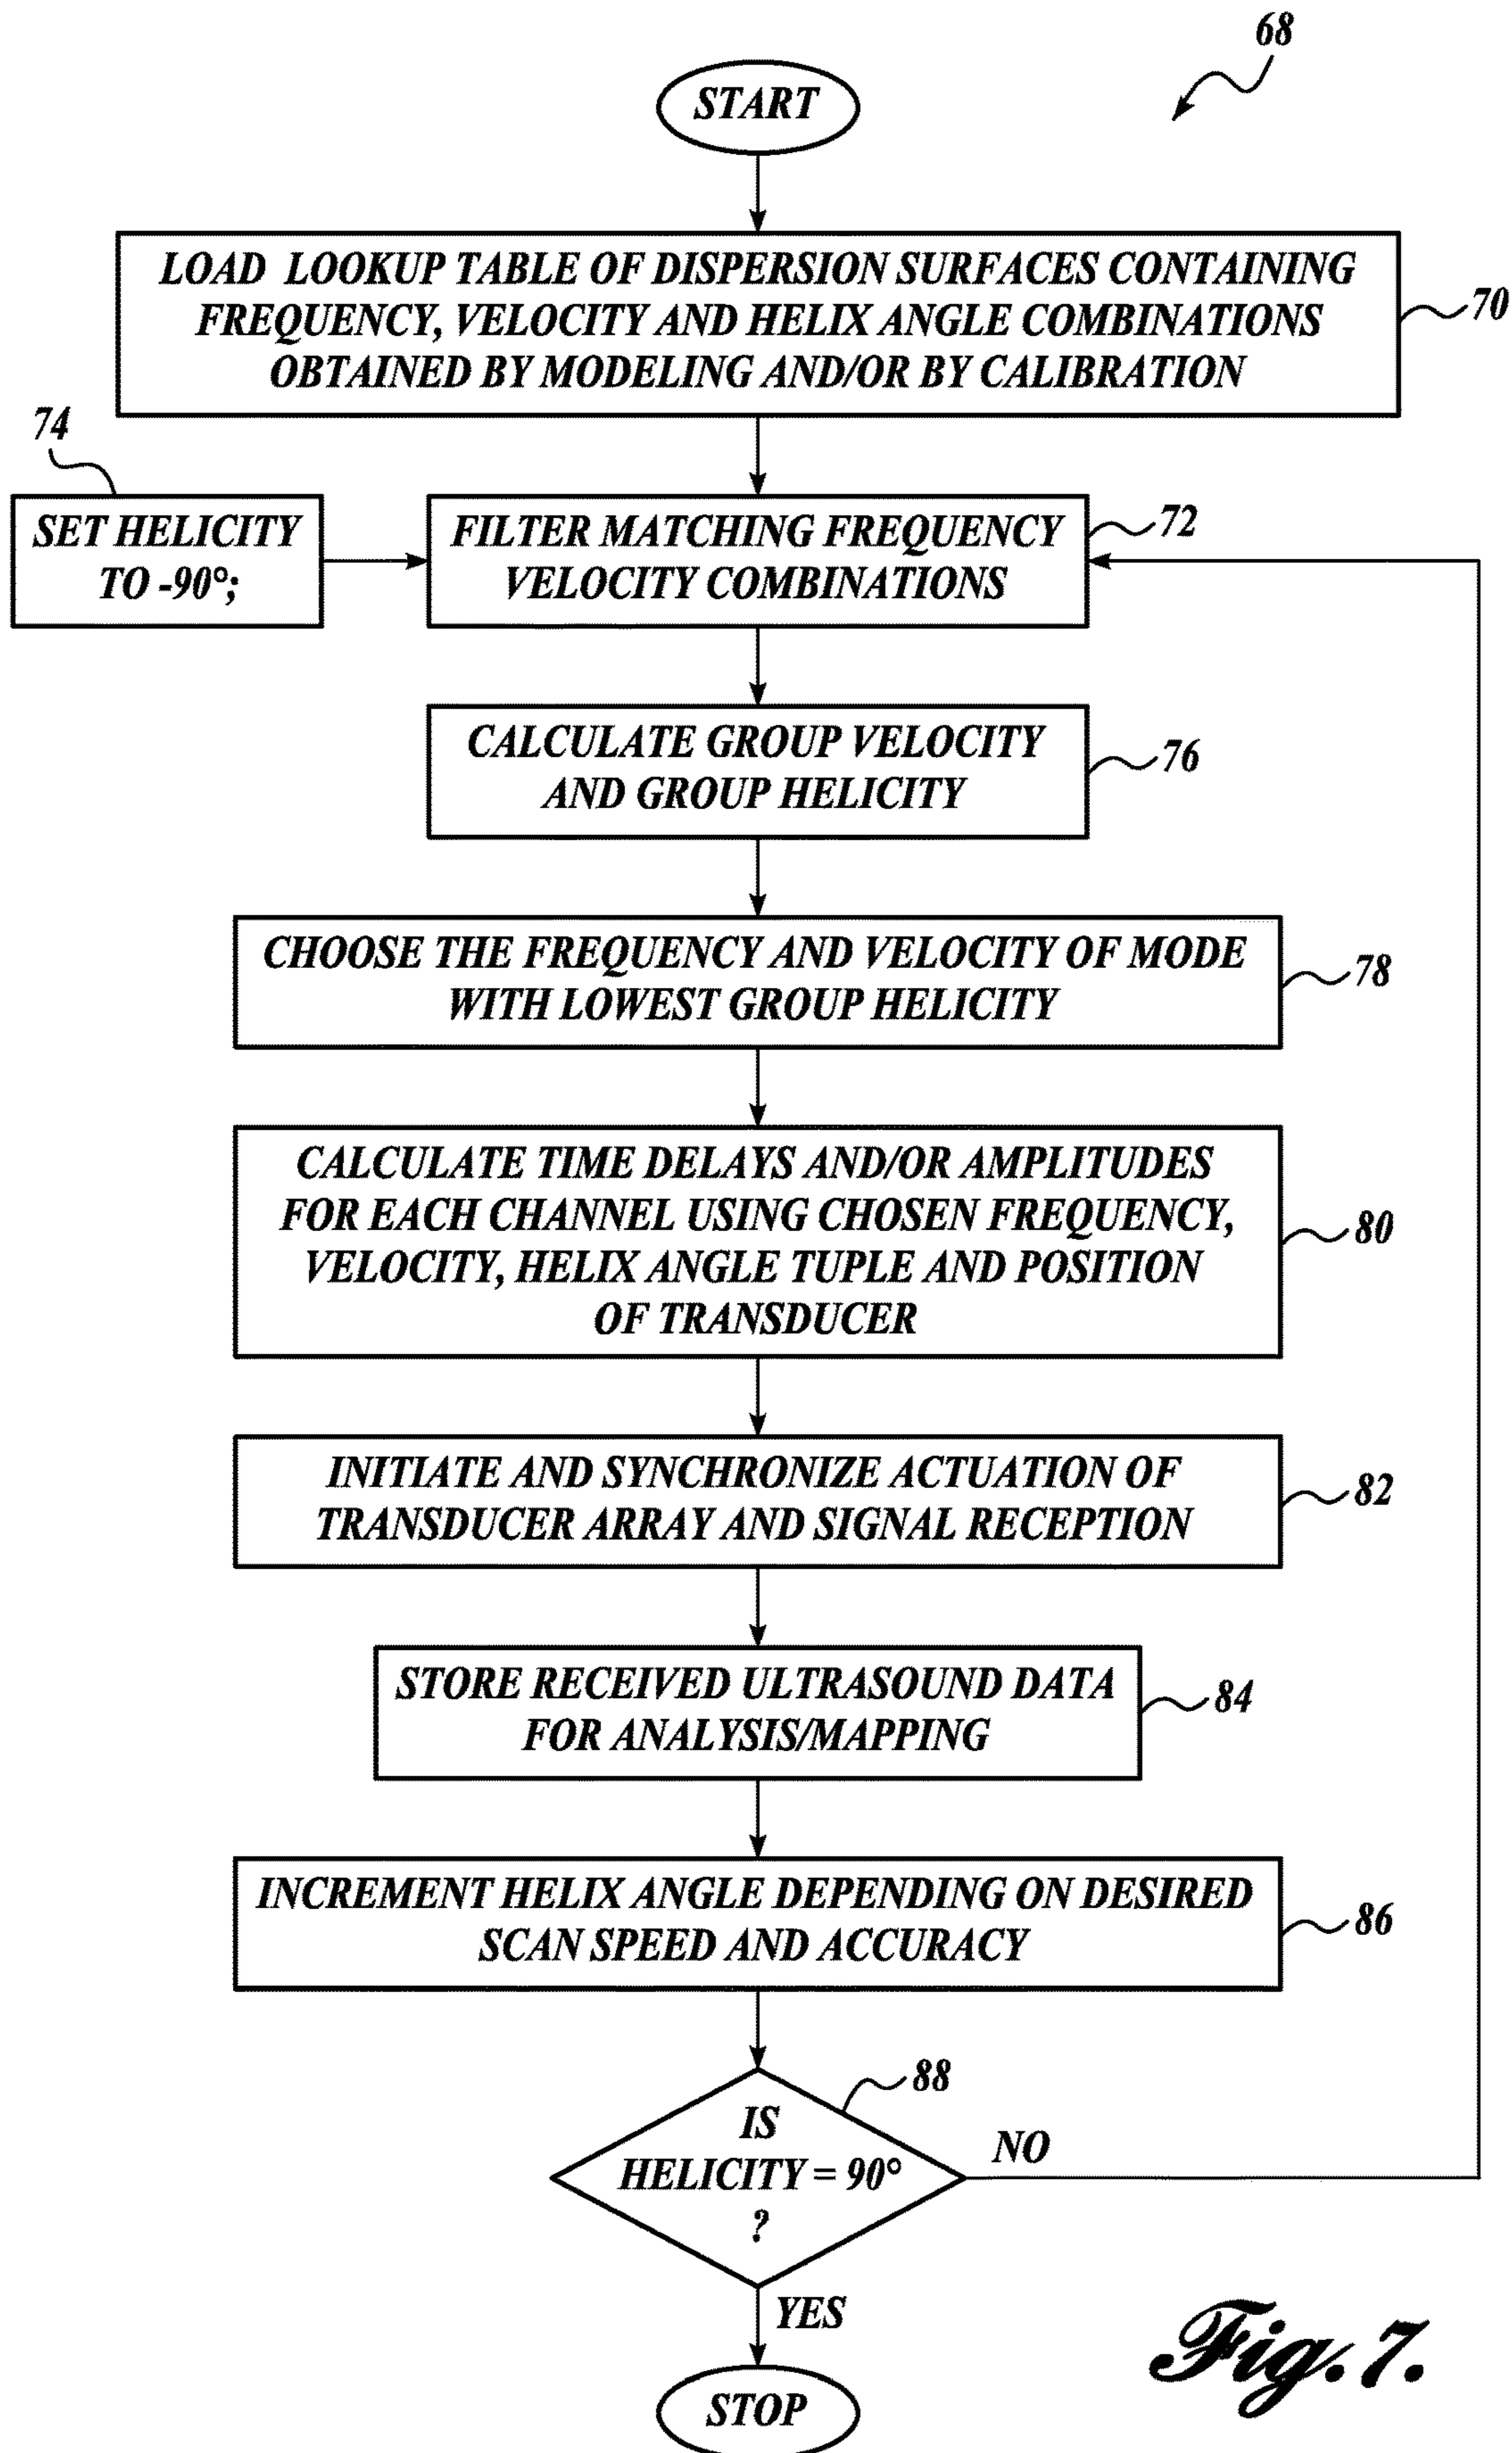 68
START
LOAD LOOKUP TABLE OF DISPERSION SURFACES CONTAINING
FREQUENCY, VELOCITY AND HELIX ANGLE COMBINATIONS
OBTAINED BY MODELING AND/OR BY CALIBRATION
70
74
SET HELICITY
TO -90°;
FILTER MATCHING FREQUENCY
VELOCITY COMBINATIONS
72
CALCULATE GROUP VELOCITY
AND GROUP HELICITY
76
CHOOSE THE FREQUENCY AND VELOCITY OF MODE
WITH LOWEST GROUP HELICITY
78
CALCULATE TIME DELAYS AND/OR AMPLITUDES
FOR EACH CHANNEL USING CHOSEN FREQUENCY,
VELOCITY, HELIX ANGLE TUPLE AND POSITION
OF TRANSDUCER
80
INITIATE AND SYNCHRONIZE ACTUATION OF
TRANSDUCER ARRAY AND SIGNAL RECEPTION
82
STORE RECEIVED ULTRASOUND DATA
FOR ANALYSIS/MAPPING
84
INCREMENT HELIX ANGLE DEPENDING ON DESIRED
SCAN SPEED AND ACCURACY
86
88
IS
HELICITY = 90°
?
NO
YES
STOP
Fig. 7.